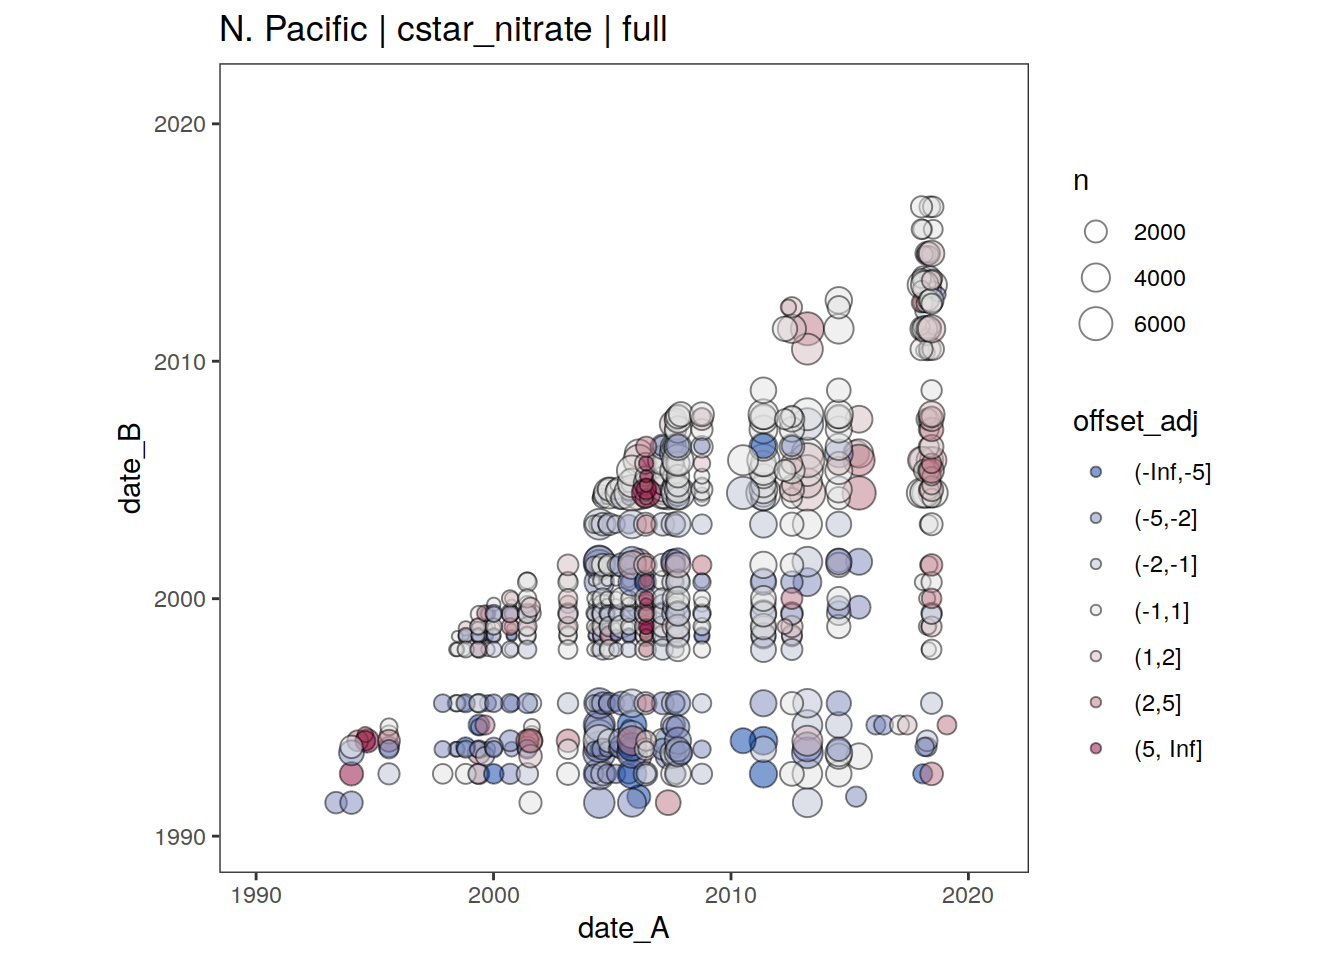 N. Pacific | cstar_nitrate | full
2020
2010
2000
1990
date_B
1990
2000
2010
2020
date_A
n
2000
4000
6000
offset_adj
(-Inf,-5]
(-5,-2]
(-2,-1]
(-1,1]
(1,2]
(2,5]
(5, Inf]